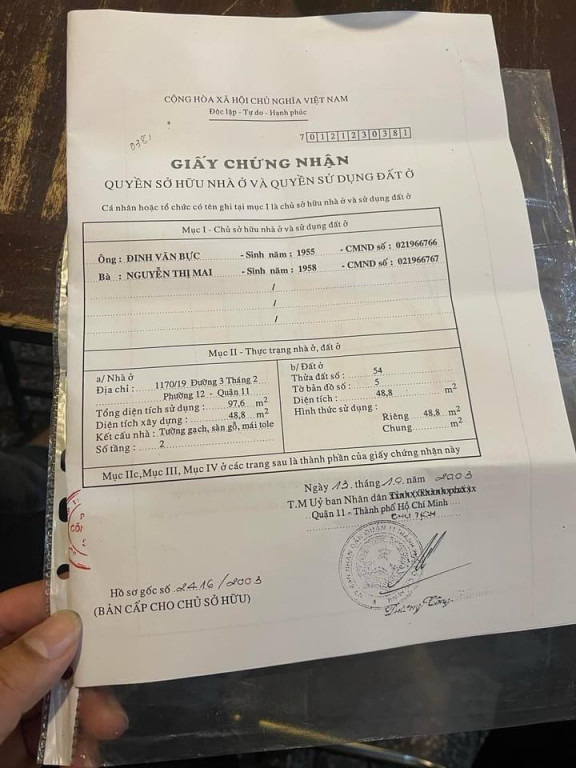 CỘNG HÒA XÃ HỘI CHỦ NGHĨA VIỆT NAM
Độc lập - Tự do - Hạnh phúc
0381
7 0 1 2 1 2 3 0 3 8 1
GIẤY CHỨNG NHẬN
QUYỀN SỞ HỮU NHÀ Ở VÀ QUYỀN SỬ DỤNG ĐẤT Ở
Cá nhân hoặc tổ chức có tên ghi tại mục I là chủ sở hữu nhà ở và sử dụng đất ở
Mục I - Chủ sở hữu nhà ở và sử dụng đất ở
Ông : ĐINH VĂN BỰC - Sinh năm : 1955 - CMND số : 021966766
Bà : NGUYỄN THỊ MAI - Sinh năm : 1958 - CMND số : 021966767
/
/
/
Mục II - Thực trạng nhà ở, đất ở
a/ Nhà ở
Địa chỉ : 1170/19 Đường 3 Tháng 2
Phường 12 - Quận 11
Tổng diện tích sử dụng : 97,6 m2
Diện tích xây dựng : 48,8 m2
Kết cấu nhà : Tường gạch, sàn gỗ, mái tole
Số tầng : 2
b/ Đất ở
Thửa đất số : 54
Tờ bản đồ số : 5
Diện tích : 48,8 m2
Hình thức sử dụng :
Riêng 48,8 m2
Chung m2
Mục IIc, Mục III, Mục IV ở các trang sau là thành phần của giấy chứng nhận này
Ngày 13 tháng 10 năm 2003
T.M Uỷ ban Nhân dân
Quận 11 - Thành phố Hồ Chí Minh
CHỦ TỊCH
Hồ sơ gốc số 2416/2003
(BẢN CẤP CHO CHỦ SỞ HỮU)